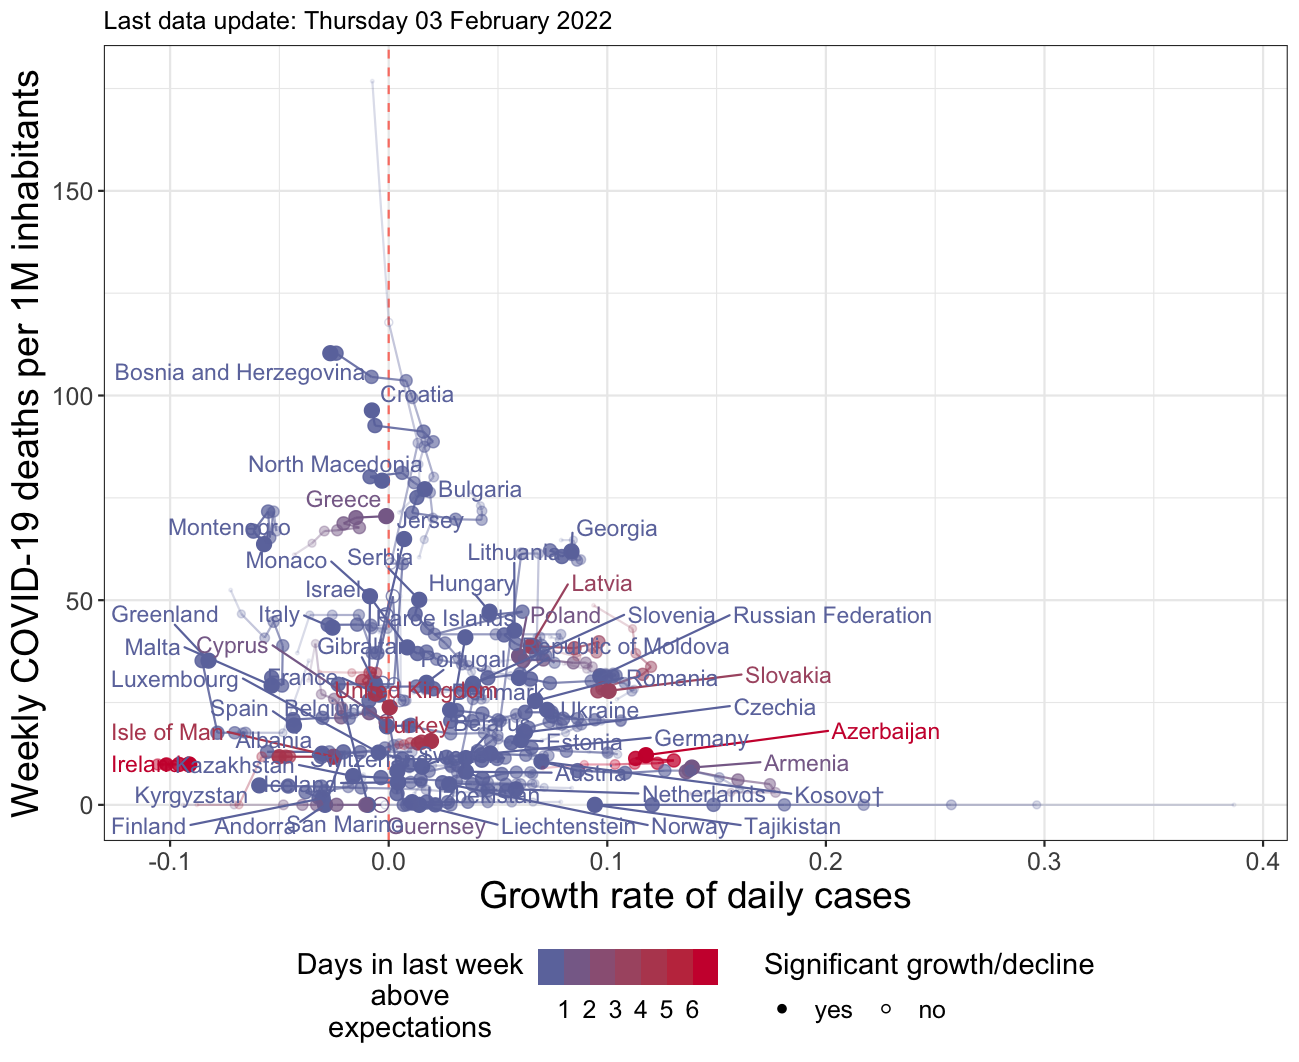 Last data update: Thursday 03 February 2022
Weekly COVID-19 deaths per 1M inhabitants
150
100
50
0
Bosnia and Herzegovina
Croatia
North Macedonia
Bulgaria
Greece
Jersey
Montenegro
Georgia
Monaco
Serbia
Lithuania
Israel
Hungary
Latvia
Greenland
Italy
Faroe Islands
Poland
Slovenia
Russian Federation
Malta
Cyprus
Gibraltar
Republic of Moldova
Portugal
Luxembourg
France
United Kingdom
Denmark
Romania
Slovakia
Spain
Belgium
Ukraine
Czechia
Isle of Man
Albania
Turkey
Belarus
Estonia
Germany
Azerbaijan
Ireland
Kazakhstan
Switzerland
Austria
Armenia
Kyrgyzstan
Iceland
Uzbekistan
Netherlands
Kosovo†
Finland
Andorra
San Marino
Guernsey
Liechtenstein
Norway
Tajikistan
-0.1
0.0
0.1
0.2
0.3
0.4
Growth rate of daily cases
Days in last week
above
expectations
1 2 3 4 5 6
Significant growth/decline
yes
no